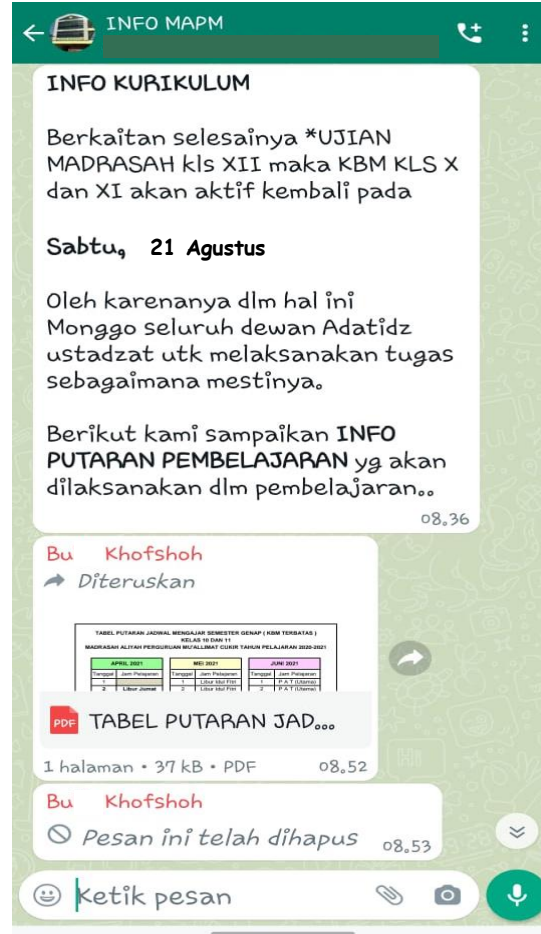 INFO MAPM
INFO KURIKULUM
Berkaitan selesainya *UJIAN
MADRASAH kls XII maka KBM KLS X
dan XI akan aktif kembali pada
Sabtu, 21 Agustus
Oleh karenanya dlm hal ini
Monggo seluruh dewan Adatidz
ustadzat utk melaksanakan tugas
sebagaimana mestinya.
Berikut kami sampaikan INFO
PUTARAN PEMBELAJARAN yg akan
dilaksanakan dlm pembelajaran..
08.36
Bu Khofshoh
Diteruskan
TABEL PUTARAN JADWAL MENGAJAR SEMESTER GENAP ( KBM TERBATAS )
KELAS 10 DAN 11
MADRASAH ALIYAH PERGURUAN MU'ALLIMAT CUKIR TAHUN PELAJARAN 2020-2021
APRIL 2021 MEI 2021 JUNI 2021
Tanggal Jam Pelajaran Tanggal Jam Pelajaran Tanggal Jam Pelajaran
1 1 Libur Idul Fitri 1 P A T (Utama)
2 Libur Jumat 2 Libur Idul Fitri 2 P A T (Utama)
PDF TABEL PUTARAN JAD...
1 halaman • 37 kB • PDF 08.52
Bu Khofshoh
Pesan ini telah dihapus 08.53
Ketik pesan